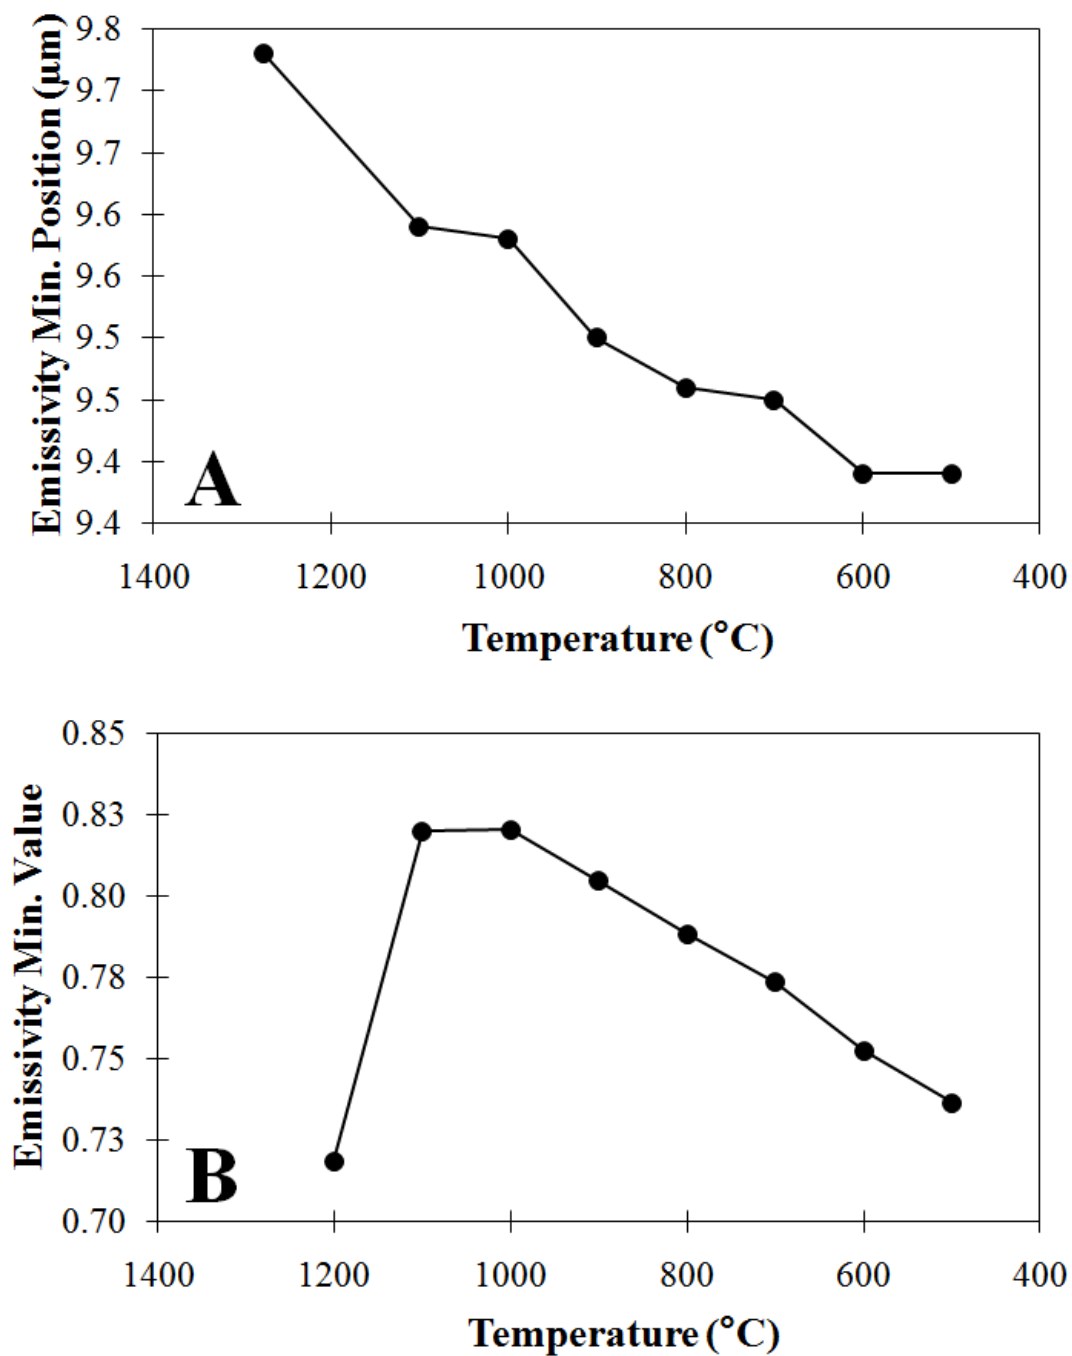 Emissivity Min. Position (µm)
9.8
9.7
9.7
9.6
9.6
9.5
9.5
9.4
9.4
A
1400 1200 1000 800 600 400
Temperature (°C)
Emissivity Min. Value
0.85
0.83
0.80
0.78
0.75
0.73
0.70
B
1400 1200 1000 800 600 400
Temperature (°C)